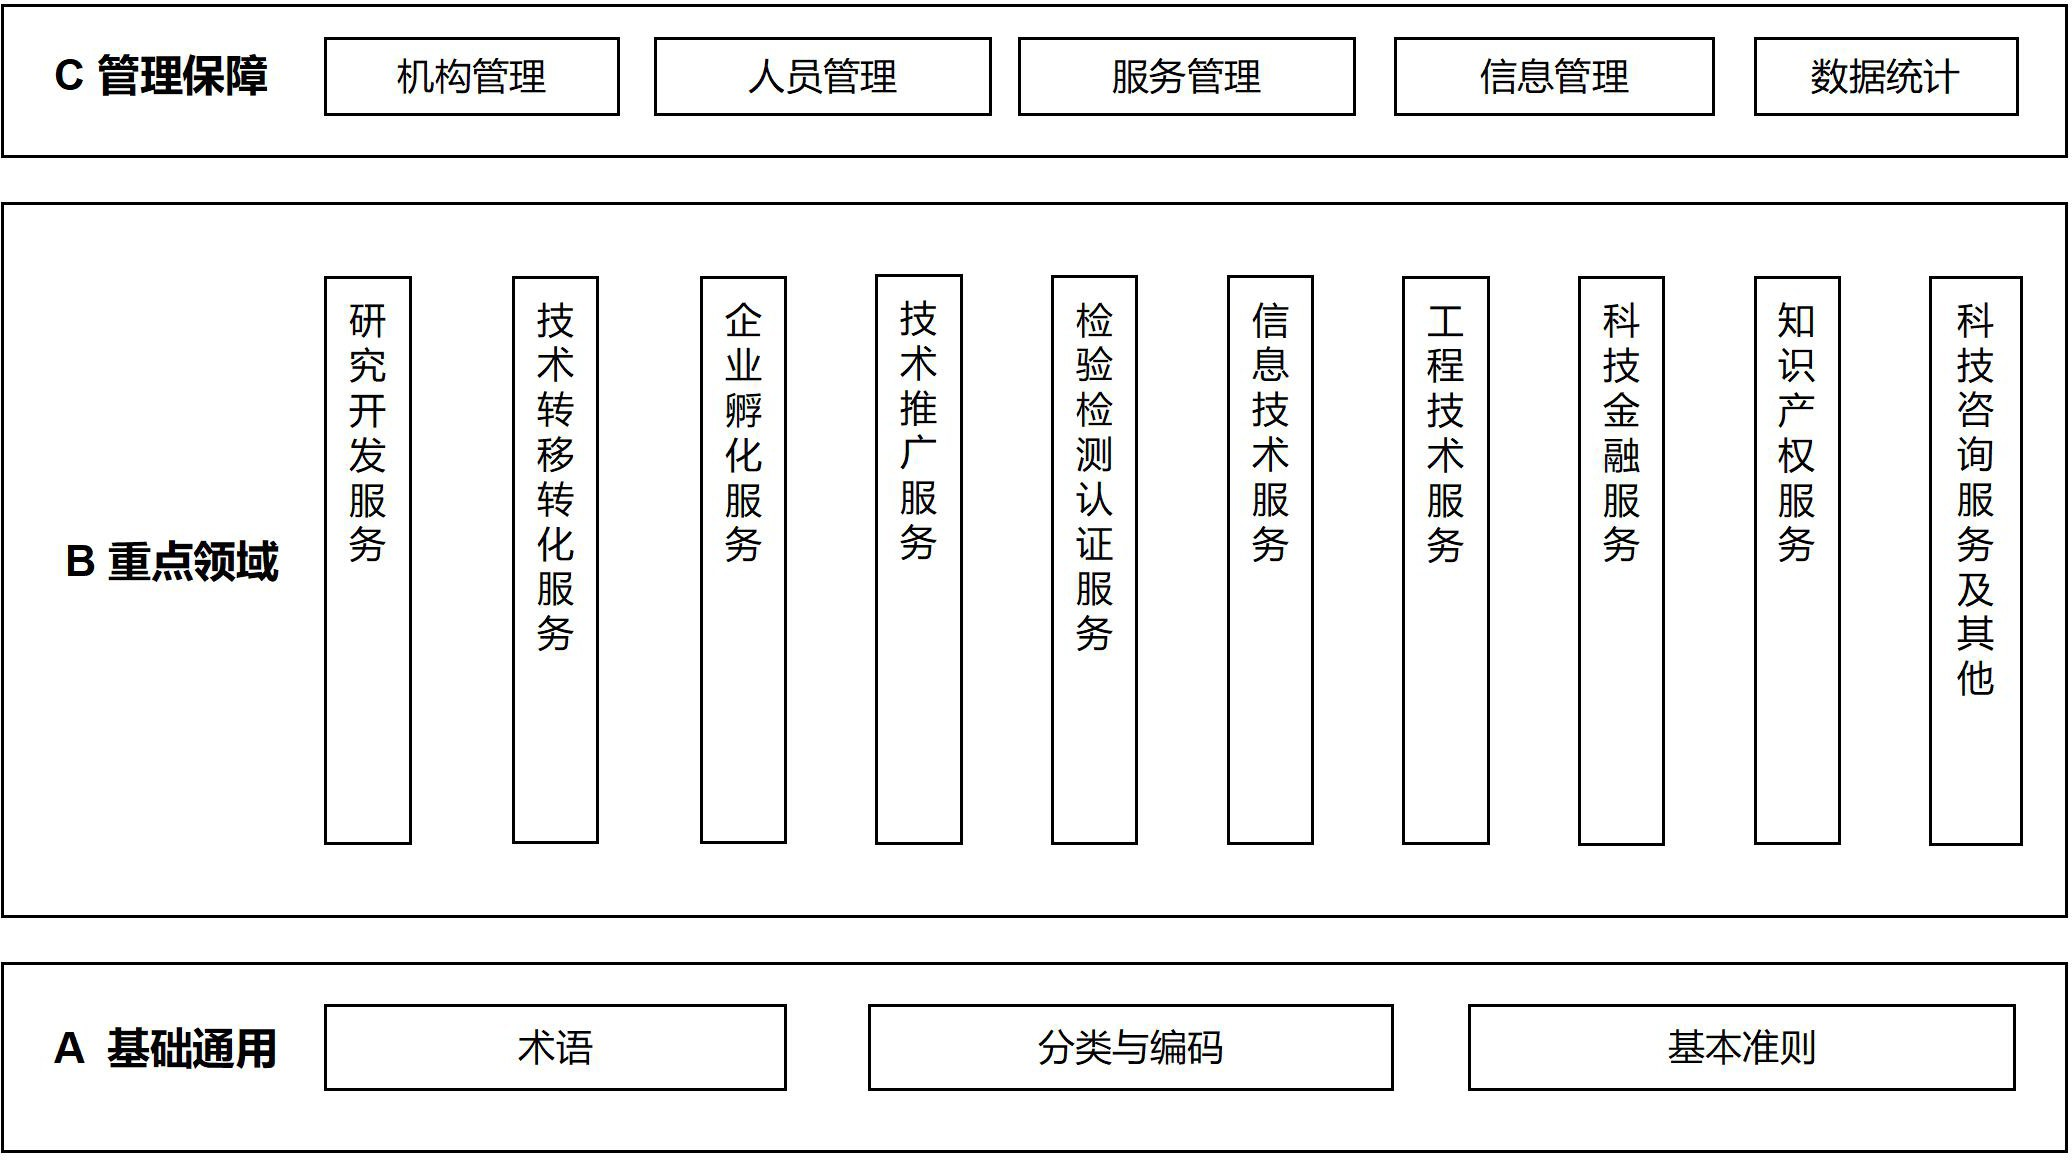 C 管理保障
机构管理
人员管理
服务管理
信息管理
数据统计
B 重点领域
研究开发服务
技术转移转化服务
企业孵化服务
技术推广服务
检验检测认证服务
信息技术服务
工程技术服务
科技金融服务
知识产权服务
科技咨询服务及其他
A 基础通用
术语
分类与编码
基本准则